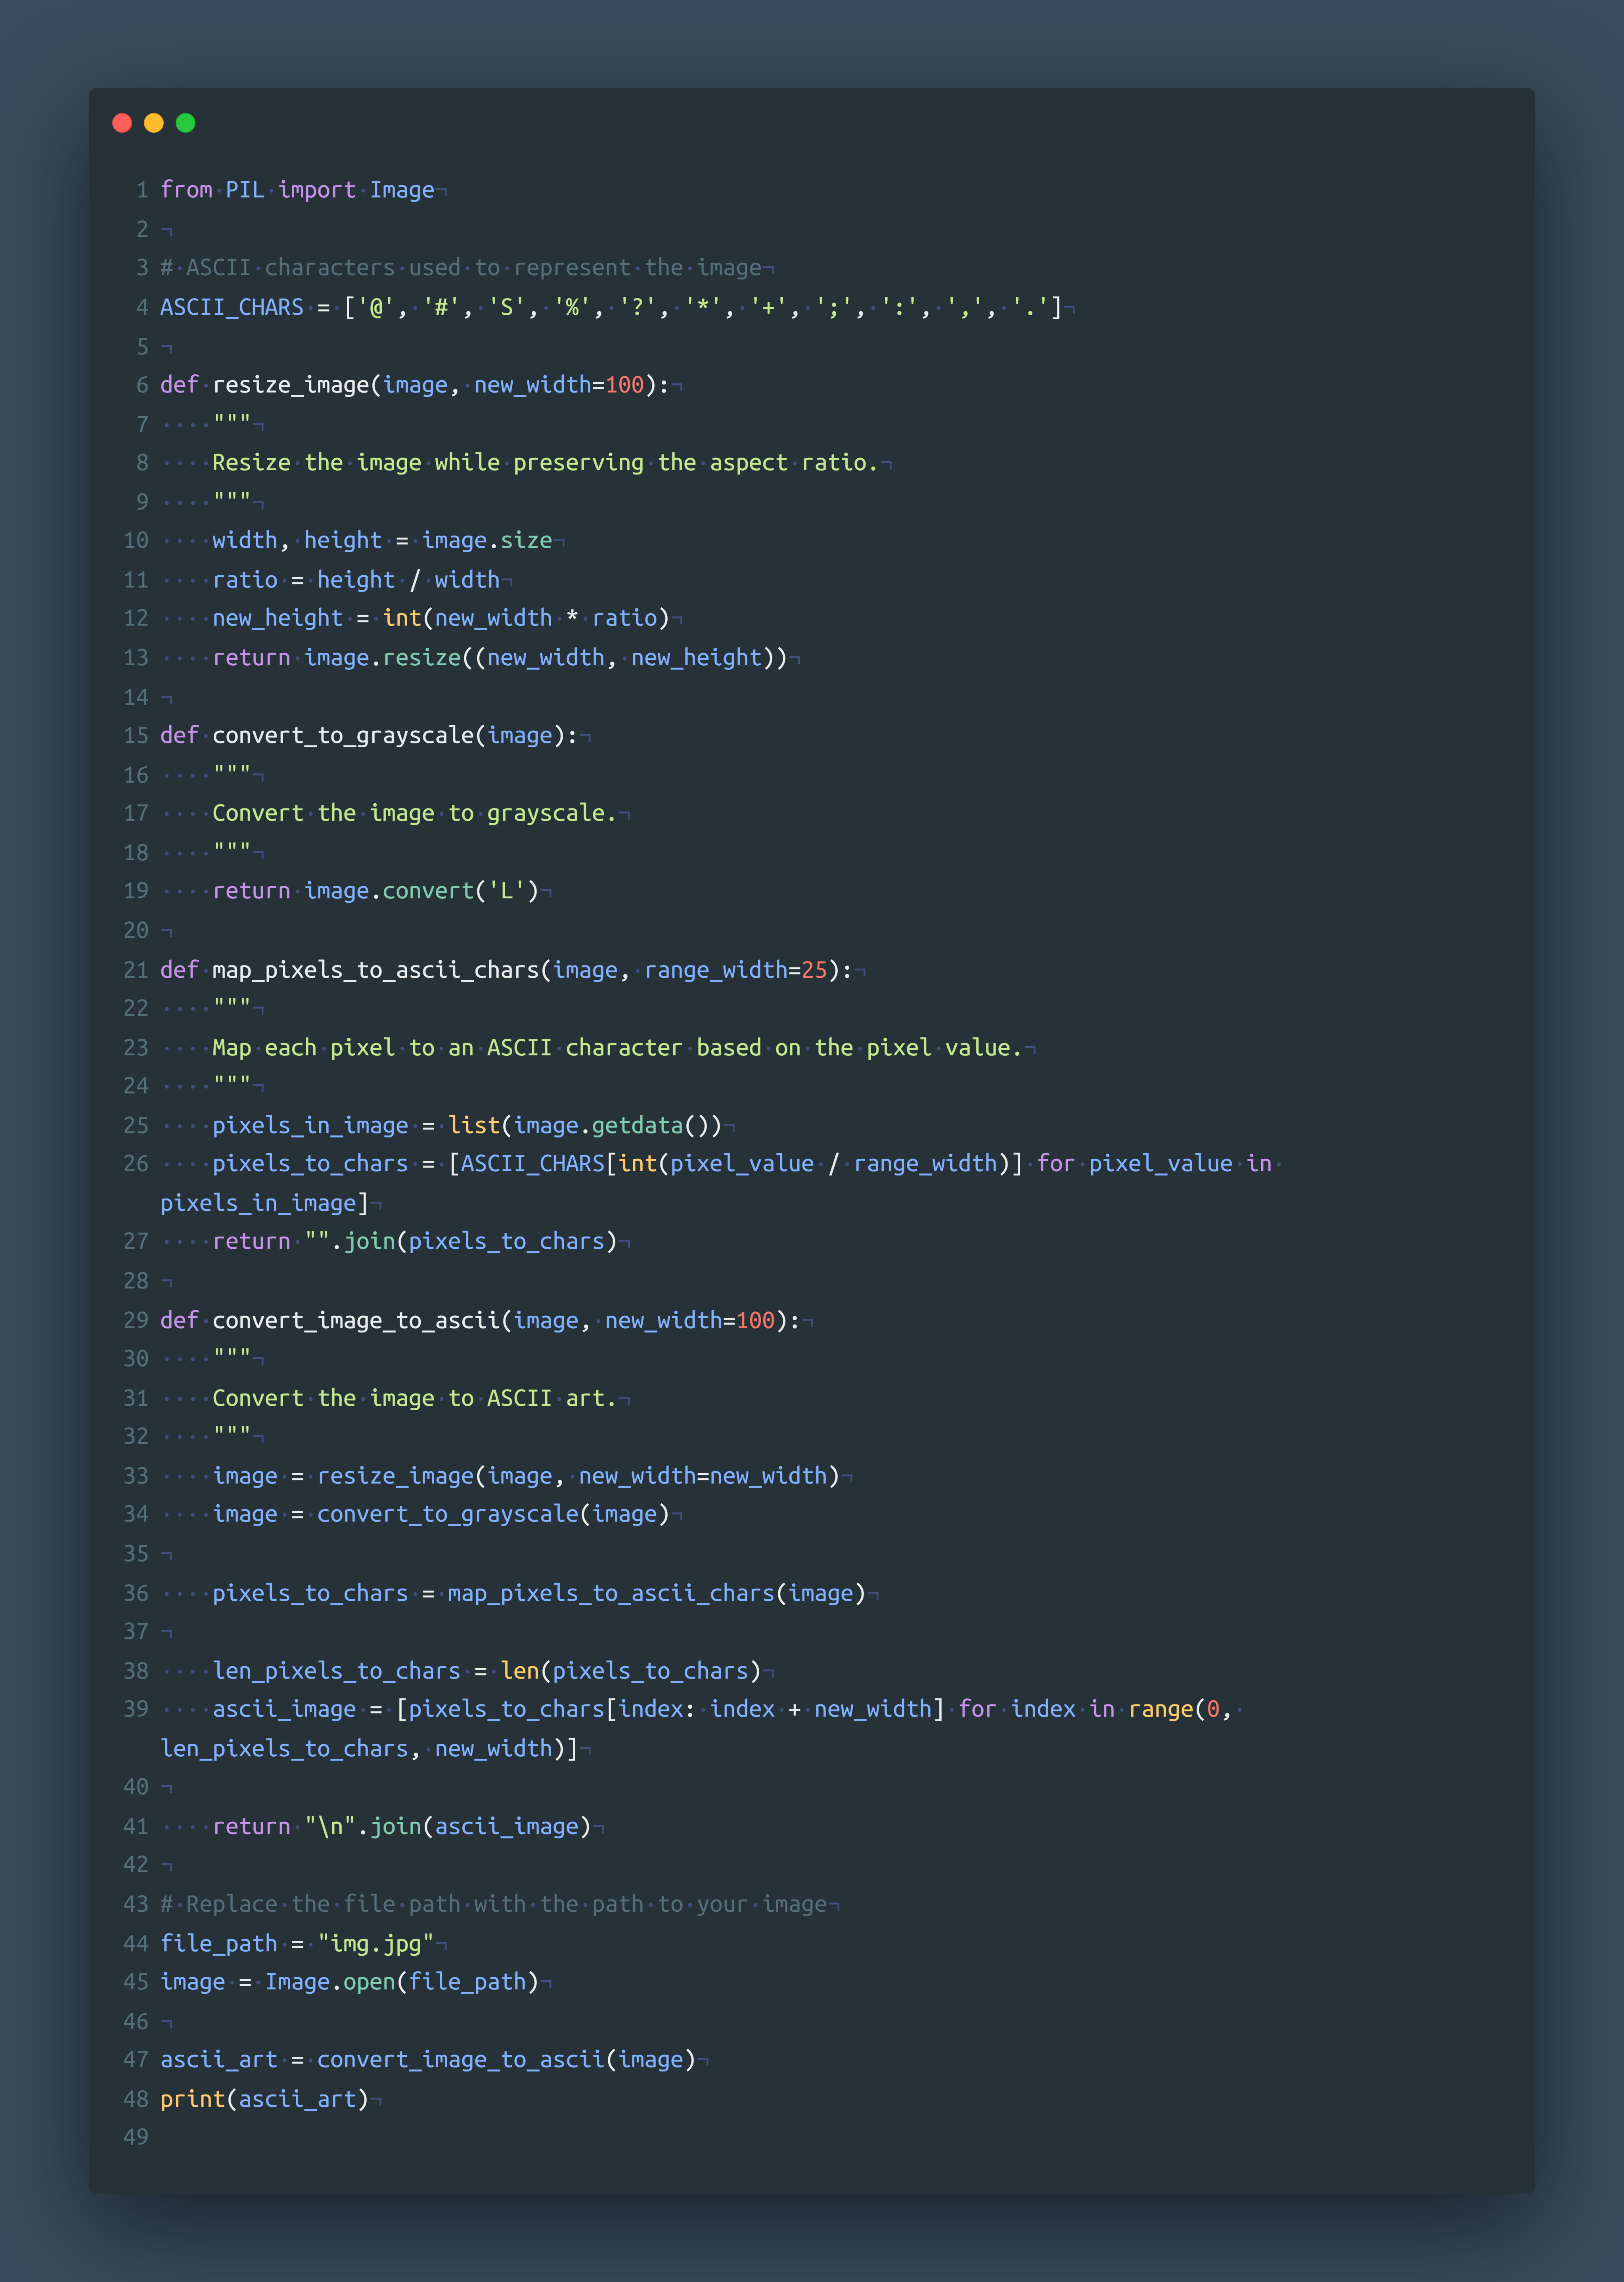 1 from PIL import Image
2
3 # ASCII characters used to represent the image
4 ASCII_CHARS = ['@', '#', 'S', '%', '?', '*', '+', ';', ':', ',', '.']
5
6 def resize_image(image, new_width=100):
7     """
8     Resize the image while preserving the aspect ratio.
9     """
10     width, height = image.size
11     ratio = height / width
12     new_height = int(new_width * ratio)
13     return image.resize((new_width, new_height))
14
15 def convert_to_grayscale(image):
16     """
17     Convert the image to grayscale.
18     """
19     return image.convert('L')
20
21 def map_pixels_to_ascii_chars(image, range_width=25):
22     """
23     Map each pixel to an ASCII character based on the pixel value.
24     """
25     pixels_in_image = list(image.getdata())
26     pixels_to_chars = [ASCII_CHARS[int(pixel_value / range_width)] for pixel_value in
pixels_in_image]
27     return "".join(pixels_to_chars)
28
29 def convert_image_to_ascii(image, new_width=100):
30     """
31     Convert the image to ASCII art.
32     """
33     image = resize_image(image, new_width=new_width)
34     image = convert_to_grayscale(image)
35
36     pixels_to_chars = map_pixels_to_ascii_chars(image)
37
38     len_pixels_to_chars = len(pixels_to_chars)
39     ascii_image = [pixels_to_chars[index: index + new_width] for index in range(0,
len_pixels_to_chars, new_width)]
40
41     return "\n".join(ascii_image)
42
43 # Replace the file path with the path to your image
44 file_path = "img.jpg"
45 image = Image.open(file_path)
46
47 ascii_art = convert_image_to_ascii(image)
48 print(ascii_art)
49